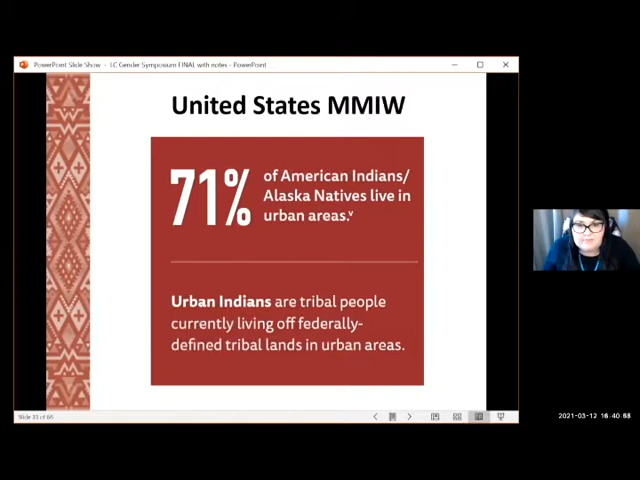 PowerPoint Slide Show - LC Gender Symposium FINAL with notes - PowerPoint
United States MMIW
71%
of American Indians/
Alaska Natives live in
urban areas.ᵛ
Urban Indians are tribal people
currently living off federally-
defined tribal lands in urban areas.
2021-03-12 16:40:53